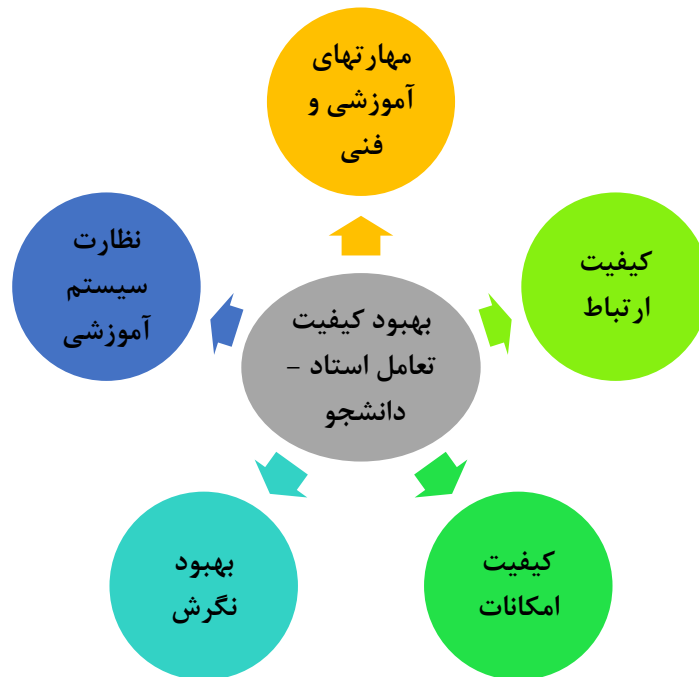 مهارتهای
آموزشی و
فنی
کیفیت
ارتباط
کیفیت
امکانات
بهبود
نگرش
نظارت
سیستم
آموزشی
بهبود کیفیت
تعامل استاد –
دانشجو